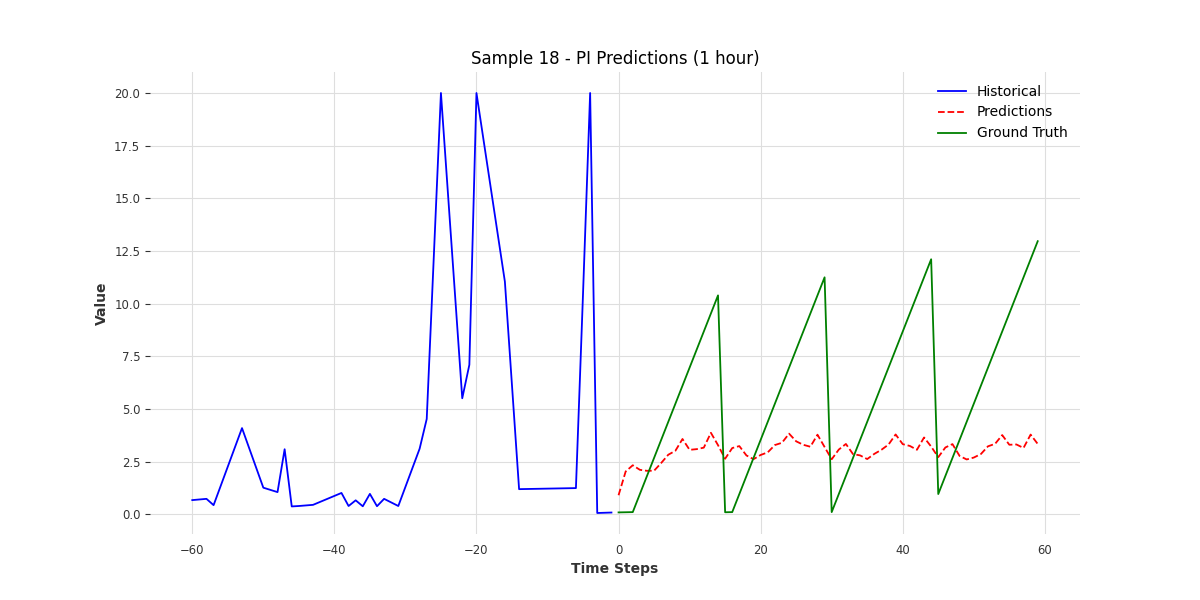 Sample 18 - PI Predictions (1 hour)
Historical
Predictions
Ground Truth
20.0
17.5
15.0
12.5
10.0
7.5
5.0
2.5
0.0
Value
−60
−40
−20
0
20
40
60
Time Steps